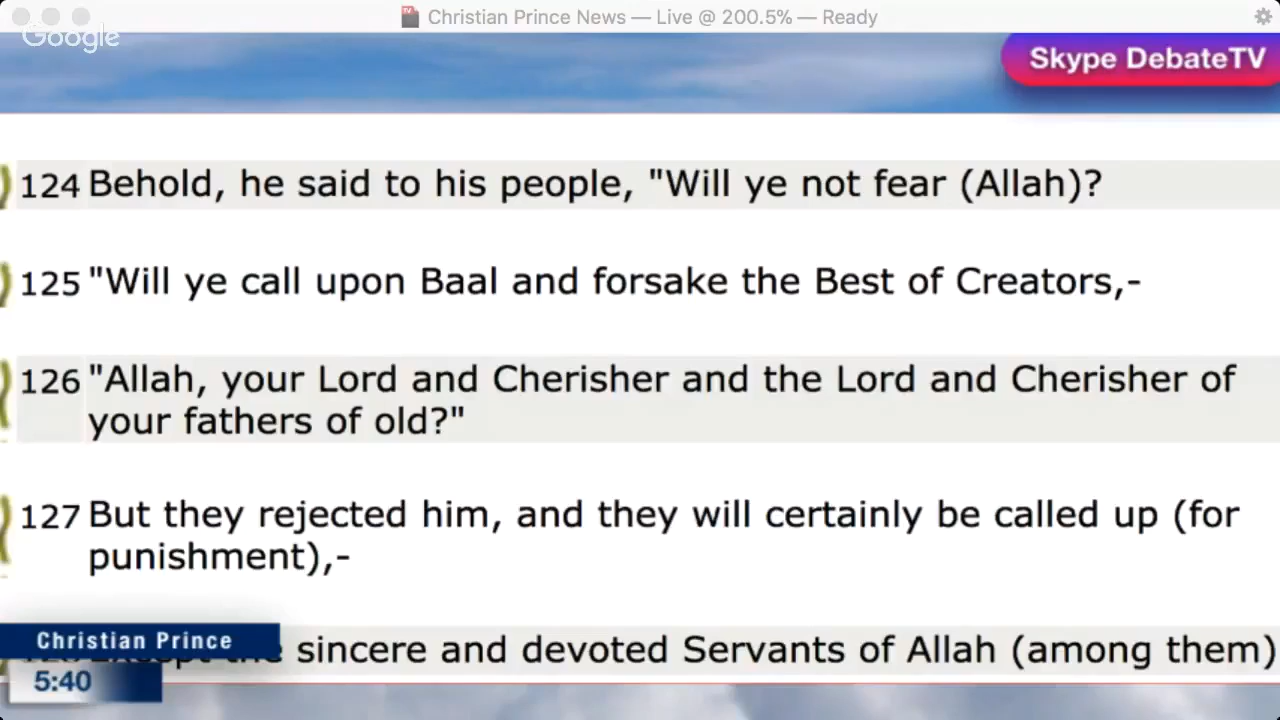 Christian Prince News — Live @ 200.5% — Ready
Google
Skype DebateTV
124 Behold, he said to his people, "Will ye not fear (Allah)?
125 "Will ye call upon Baal and forsake the Best of Creators,-
126 "Allah, your Lord and Cherisher and the Lord and Cherisher of
your fathers of old?"
127 But they rejected him, and they will certainly be called up (for
punishment),-
sincere and devoted Servants of Allah (among them)
Christian Prince
5:40